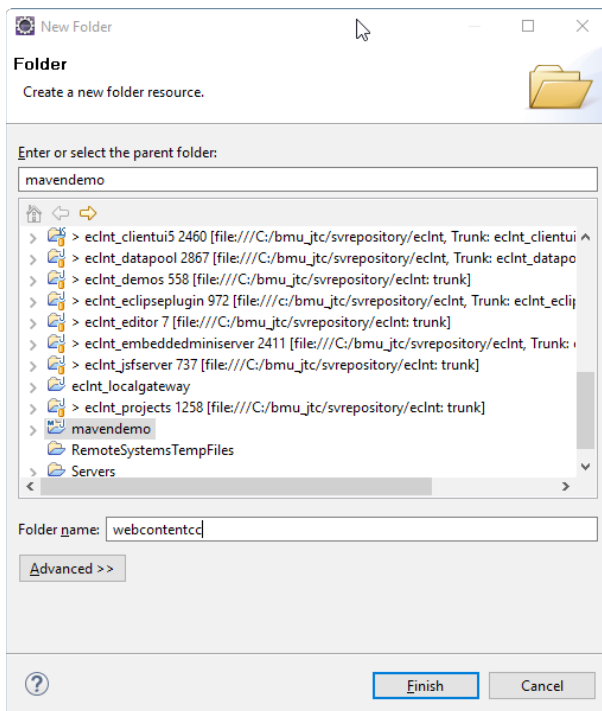 New Folder
Folder
Create a new folder resource.
Enter or select the parent folder:
mavendemo
> eclnt_clientui5 2460 [file:///C:/bmu_jtc/svrepository/eclnt, Trunk: eclnt_clientui
> eclnt_datapool 2867 [file:///C:/bmu_jtc/svrepository/eclnt, Trunk: eclnt_datapo
> eclnt_demos 558 [file:///C:/bmu_jtc/svrepository/eclnt: trunk]
> eclnt_eclipseplugin 972 [file:///C:/bmu_jtc/svrepository/eclnt, Trunk: eclnt_eclip
> eclnt_editor 7 [file:///C:/bmu_jtc/svrepository/eclnt: trunk]
> eclnt_embeddedminiserver 2411 [file:///C:/bmu_jtc/svrepository/eclnt, Trunk:
> eclnt_jsfserver 737 [file:///C:/bmu_jtc/svrepository/eclnt: trunk]
eclnt_localgateway
> eclnt_projects 1258 [file:///C:/bmu_jtc/svrepository/eclnt: trunk]
mavendemo
RemoteSystemsTempFiles
Servers
Folder name: webcontentcc
Advanced >>
Finish Cancel